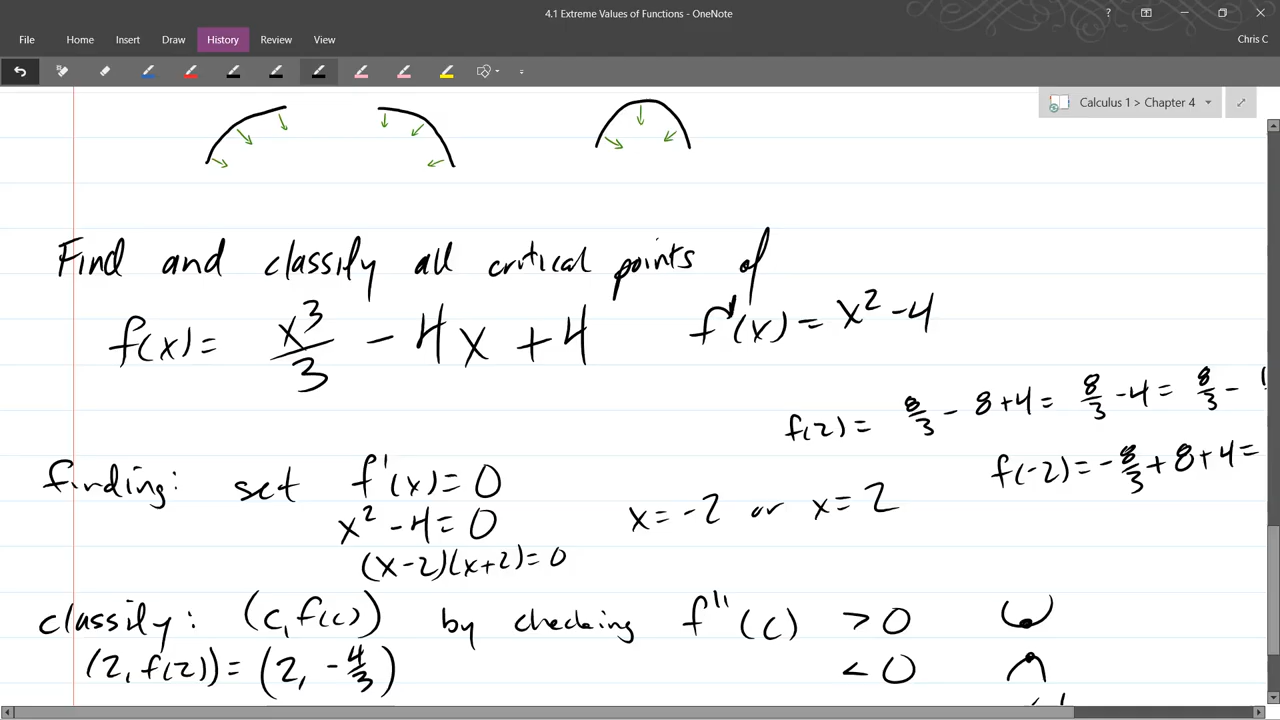 4.1 Extreme Values of Functions - OneNote
File Home Insert Draw History Review View
Chris C
Calculus 1 > Chapter 4
Find and classify all critical points of
f(x) = x³/3 - 4x + 4 f'(x) = x² - 4
f(2) = 8/3 - 8 + 4 = 8/3 - 4 = 8/3 -
f(-2) = -8/3 + 8 + 4 =
finding: set f'(x) = 0
x² - 4 = 0 x = -2 or x = 2
(x-2)(x+2) = 0
classify: (c, f(c)) by checking f''(c) > 0
(2, f(2)) = (2, -4/3) < 0